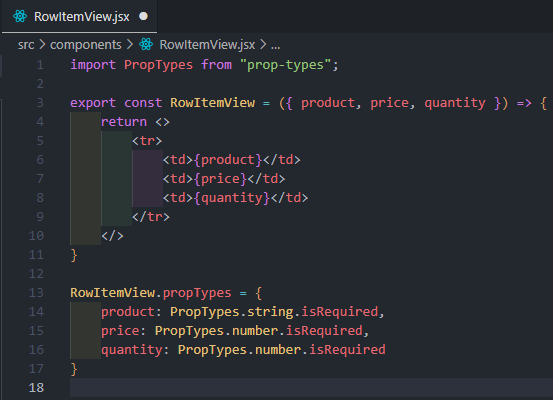 RowItemView.jsx
src > components > RowItemView.jsx > ...
1 import PropTypes from "prop-types";
2
3 export const RowItemView = ({ product, price, quantity }) => {
4     return <>
5         <tr>
6             <td>{product}</td>
7             <td>{price}</td>
8             <td>{quantity}</td>
9         </tr>
10     </>
11 }
12
13 RowItemView.propTypes = {
14     product: PropTypes.string.isRequired,
15     price: PropTypes.number.isRequired,
16     quantity: PropTypes.number.isRequired
17 }
18